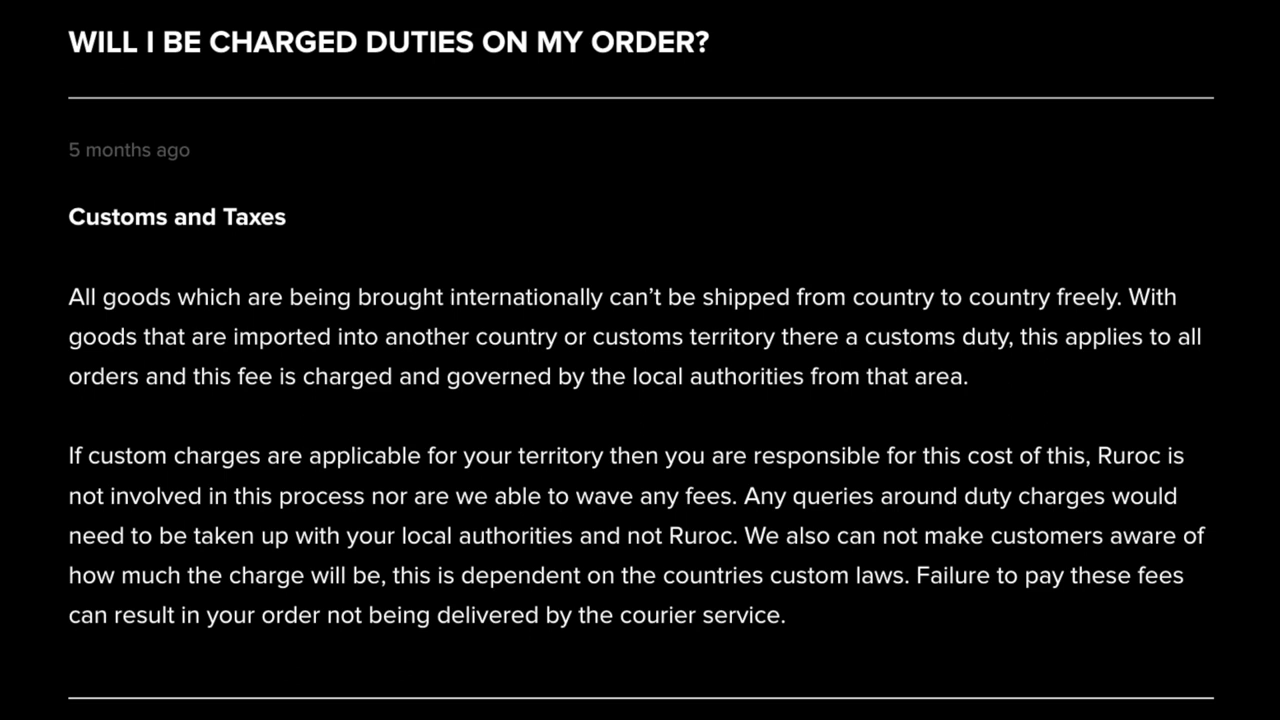 WILL I BE CHARGED DUTIES ON MY ORDER?
5 months ago
Customs and Taxes
All goods which are being brought internationally can’t be shipped from country to country freely. With
goods that are imported into another country or customs territory there a customs duty, this applies to all
orders and this fee is charged and governed by the local authorities from that area.
If custom charges are applicable for your territory then you are responsible for this cost of this, Ruroc is
not involved in this process nor are we able to wave any fees. Any queries around duty charges would
need to be taken up with your local authorities and not Ruroc. We also can not make customers aware of
how much the charge will be, this is dependent on the countries custom laws. Failure to pay these fees
can result in your order not being delivered by the courier service.